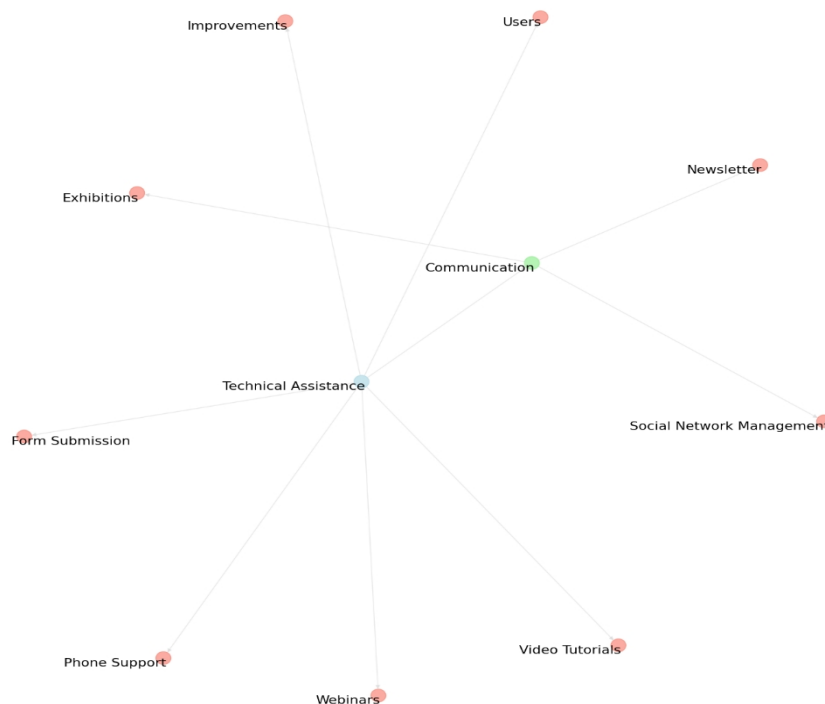 Improvements
Users
Newsletter
Exhibitions
Communication
Technical Assistance
Social Network Managemen
Form Submission
Video Tutorials
Phone Support
Webinars